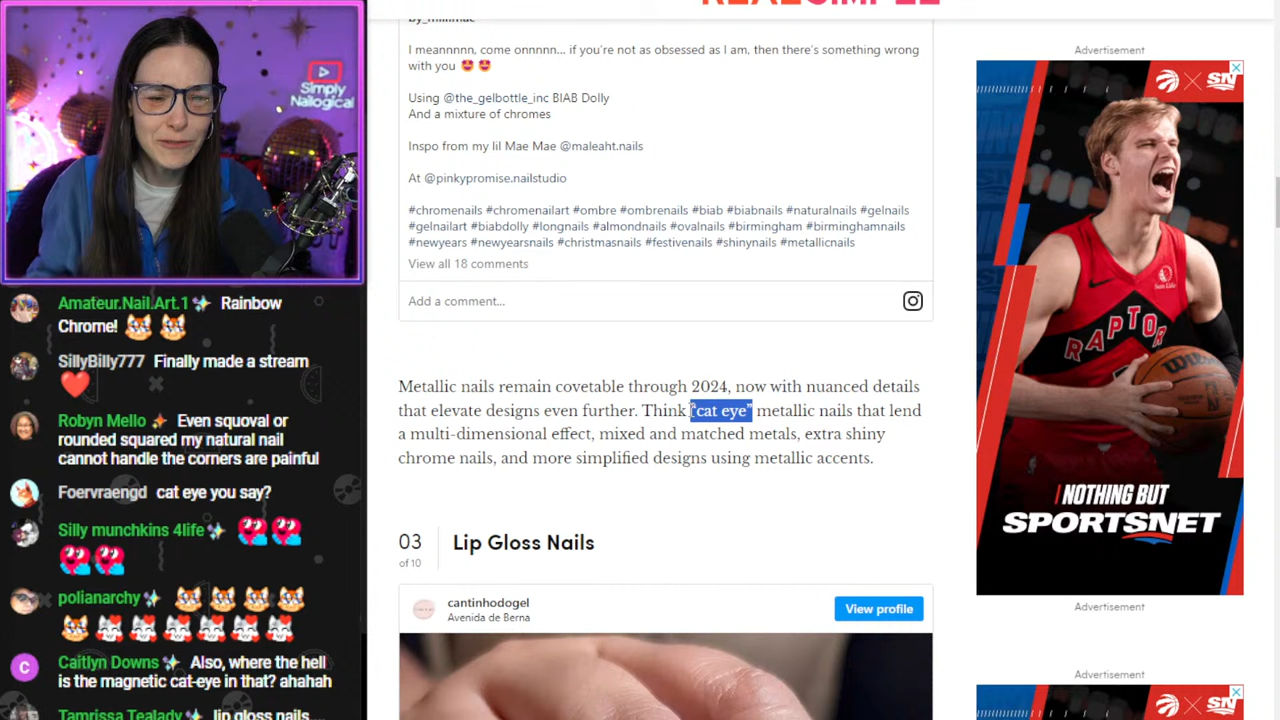 Simply
Nailogical
Amateur.Nail.Art.1 Rainbow
Chrome!
SillyBilly777 Finally made a stream
Robyn Mello Even squoval or
rounded squared my natural nail
cannot handle the corners are painful
Foervraengd cat eye you say?
Silly munchkins 4life
polianarchy
C
Caitlyn Downs Also, where the hell
is the magnetic cat-eye in that? ahahah
Tamrissa Tealady lip gloss nails...
REALSIMPLE
I meannnnn, come onnnnn... if you're not as obsessed as I am, then there's something wrong
with you
Using @the_gelbottle_inc BIAB Dolly
And a mixture of chromes
Inspo from my lil Mae Mae @maleaht.nails
At @pinkypromise.nailstudio
#chromenails #chromenailart #ombre #ombrenails #biab #biabnails #naturalnails #gelnails
#gelnailart #biabdolly #longnails #almondnails #ovalnails #birmingham #birminghamnails
#newyears #newyearsnails #christmasnails #festivenails #shinynails #metallicnails
View all 18 comments
Add a comment...
Metallic nails remain covetable through 2024, now with nuanced details
that elevate designs even further. Think “cat eye” metallic nails that lend
a multi-dimensional effect, mixed and matched metals, extra shiny
chrome nails, and more simplified designs using metallic accents.
03
of 10
Lip Gloss Nails
cantinhodogel
Avenida de Berna
View profile
Advertisement
SN
RAPTOR
NOTHING BUT
SPORTSNET
Advertisement
Advertisement
SN